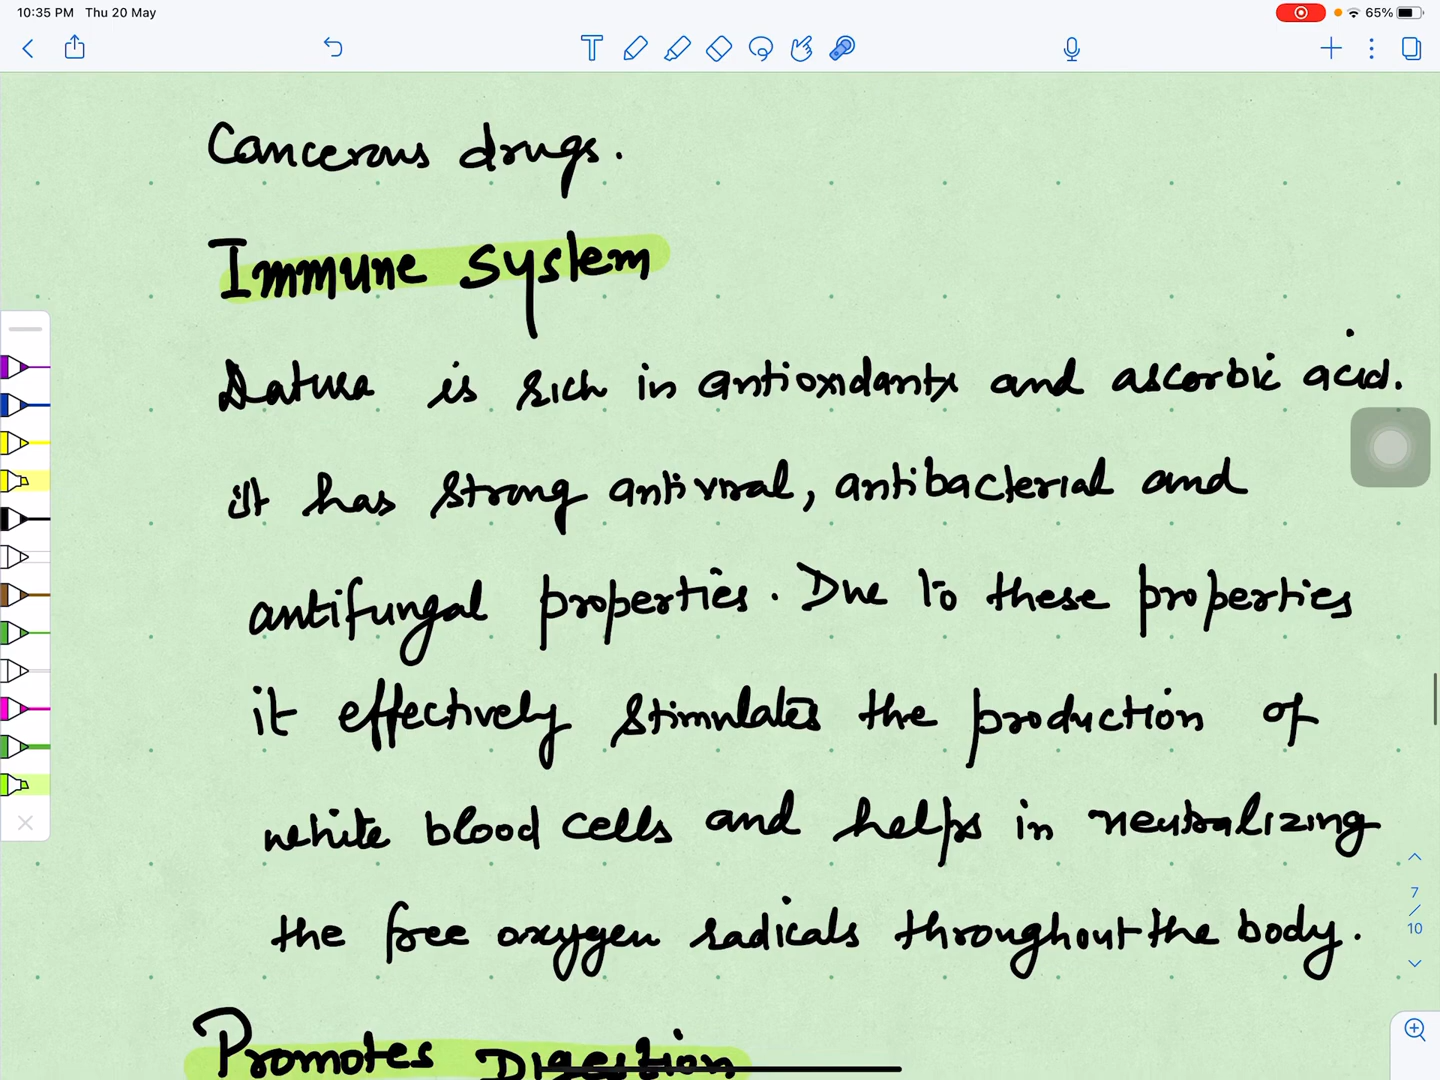 10:35 PM Thu 20 May
65%
Cancerous drugs.
Immune system
Datura is rich in antioxidants and ascorbic acid.
it has strong antiviral, antibacterial and
antifungal properties. Due to these properties
it effectively stimulates the production of
white blood cells and helps in neutralizing
the free oxygen radicals throughout the body.
7
/
10
Promotes Digestion